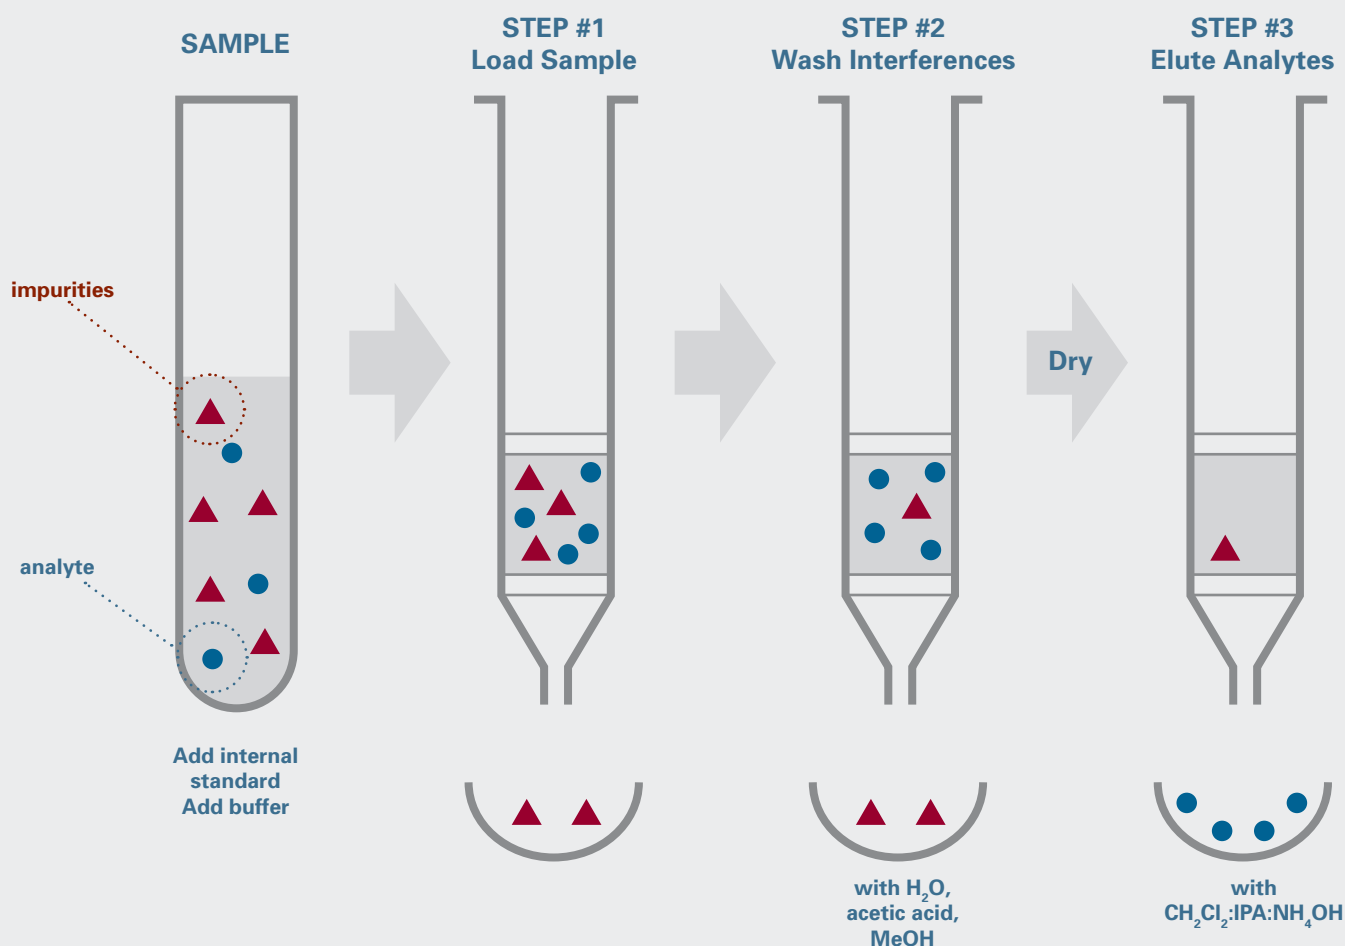 SAMPLE
STEP #1
Load Sample
STEP #2
Wash Interferences
STEP #3
Elute Analytes
impurities
Dry
analyte
Add internal
standard
Add buffer
with H₂O,
acetic acid,
MeOH
with
CH₂Cl₂:IPA:NH₄OH